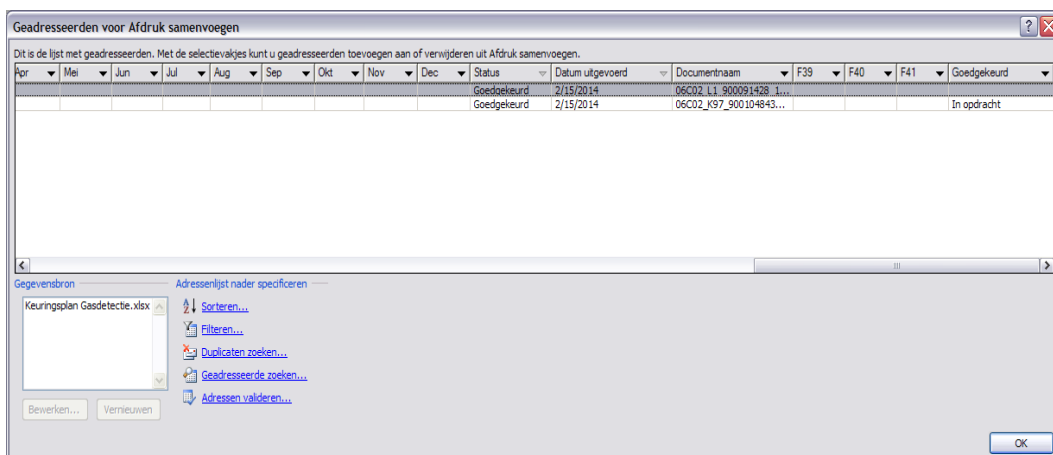 Geadresseerden voor Afdruk samenvoegen
Dit is de lijst met geadresseerden. Met de selectievakjes kunt u geadresseerden toevoegen aan of verwijderen uit Afdruk samenvoegen.
Apr Mei Jun Jul Aug Sep Okt Nov Dec Status Datum uitgevoerd Documentnaam F39 F40 F41 Goedgekeurd
Goedgekeurd 2/15/2014 06C02_L1_900091428_1...
Goedgekeurd 2/15/2014 06C02_K97_900104843... In opdracht
Gegevensbron Adressenlijst nader specificeren
Keuringsplan Gasdetectie.xlsx
Sorteren...
Filteren...
Duplicaten zoeken...
Geadresseerde zoeken...
Adressen valideren...
Bewerken... Vernieuwen
OK